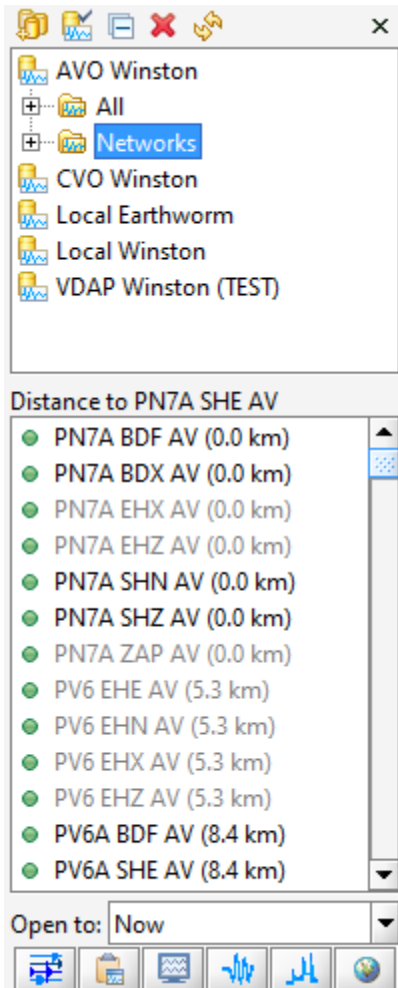 AVO Winston
All
Networks
CVO Winston
Local Earthworm
Local Winston
VDAP Winston (TEST)
Distance to PN7A SHE AV
PN7A BDF AV (0.0 km)
PN7A BDX AV (0.0 km)
PN7A EHX AV (0.0 km)
PN7A EHZ AV (0.0 km)
PN7A SHN AV (0.0 km)
PN7A SHZ AV (0.0 km)
PN7A ZAP AV (0.0 km)
PV6 EHE AV (5.3 km)
PV6 EHN AV (5.3 km)
PV6 EHX AV (5.3 km)
PV6 EHZ AV (5.3 km)
PV6A BDF AV (8.4 km)
PV6A SHE AV (8.4 km)
Open to: Now